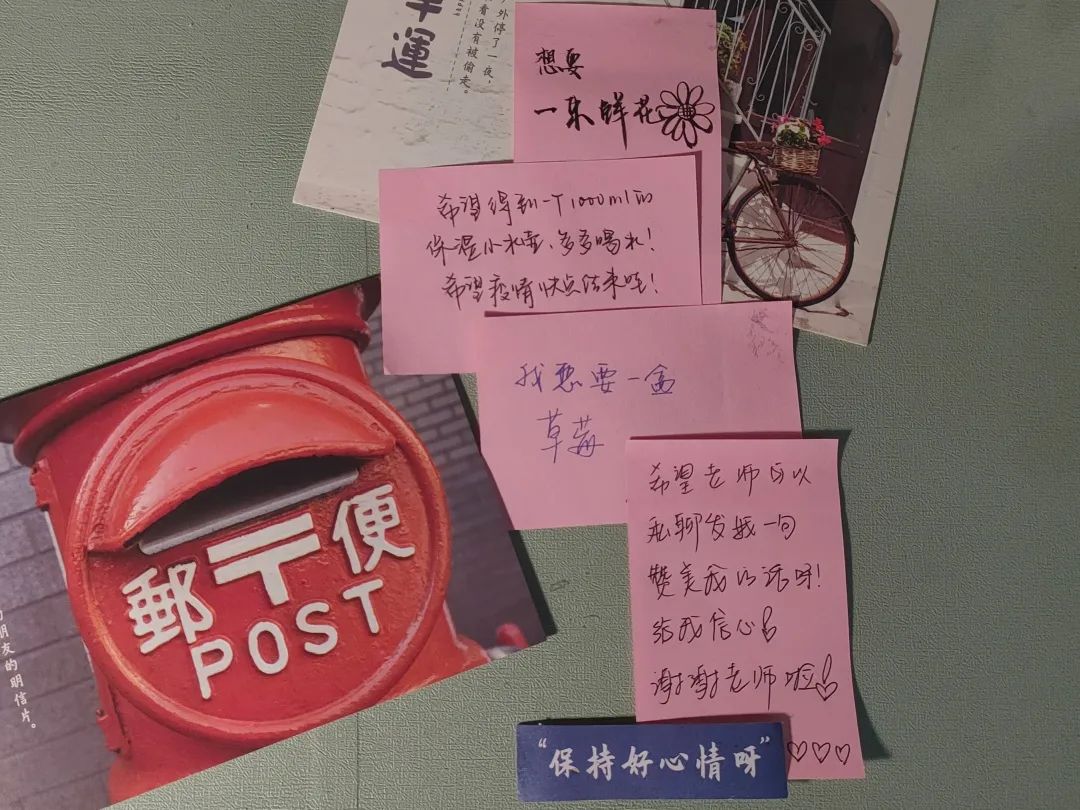 運
外停了一夜，
看没有被偷走。
想要
一束鲜花
希望得到一个1000ml的
保湿小水壶，多多喝水！
希望疫情快点结束哇！
我想要一盒
草莓
希望老师可以
私聊发我一句
赞美我的话呀！
给我信心
谢谢老师啦！
郵〒便
POST
朋友的明信片。
“保持好心情呀”